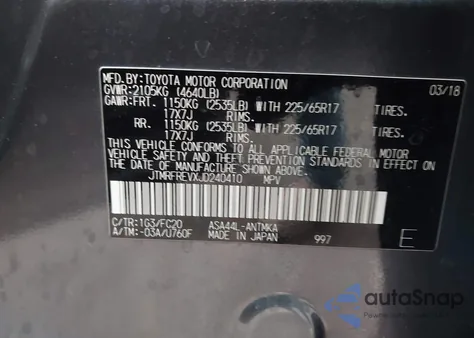 MFD.BY:TOYOTA MOTOR CORPORATION 03/18
GVWR:2105KG (4640LB)
GAWR:FRT. 1150KG (2535LB) WITH 225/65R17 TIRES.
17X7J RIMS.
RR. 1150KG (2535LB) WITH 225/65R17 TIRES.
17X7J RIMS.
THIS VEHICLE CONFORMS TO ALL APPLICABLE FEDERAL MOTOR
VEHICLE SAFETY AND BUMPER STANDARDS IN EFFECT ON
THE DATE OF MANUFACTURE SHOWN ABOVE.
JTMRFREVXJD240410 MPV
C/TR:1G3/FC20 ASA44L-ANTMKA
A/TM:-03A/U760F MADE IN JAPAN 997 E
autoSnap